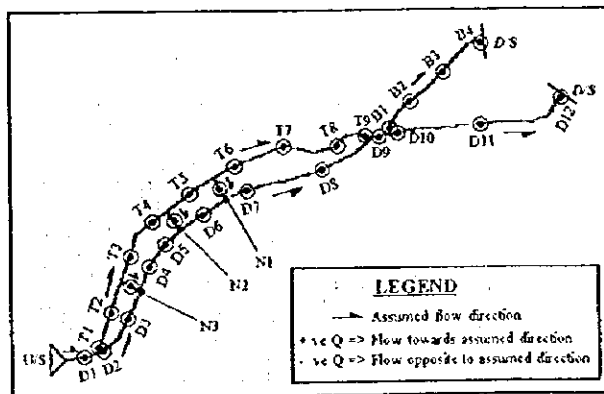 B4
D/S
B3
B2
D/S
B1
D12
T9
T8
T7
D9
D10
D11
T6
T5
D8
T4
D7
D6
T3
D5
N1
D4
N2
T2
D3
N3
T1
U/S
D1
D2
LEGEND
Assumed flow direction
+ ve Q => Flow towards assumed direction
- ve Q => Flow opposite to assumed direction